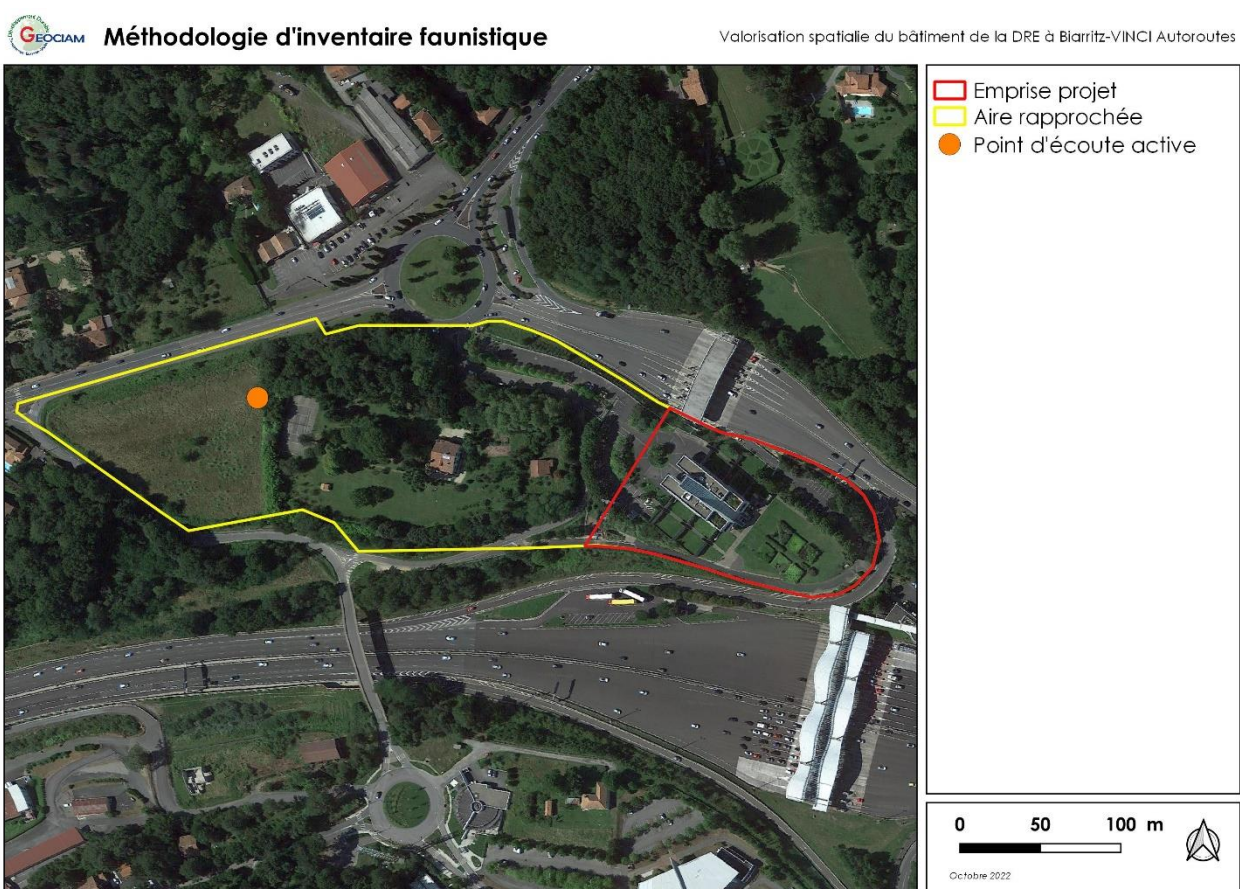 GEOCIAM
Méthodologie d'inventaire faunistique
Valorisation spatialie du bâtiment de la DRE à Biarritz-VINCI Autoroutes
Emprise projet
Aire rapprochée
Point d'écoute active
0 50 100 m
Octobre 2022